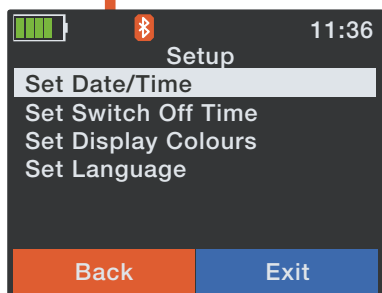 11:36
Setup
Set Date/Time
Set Switch Off Time
Set Display Colours
Set Language
Back Exit